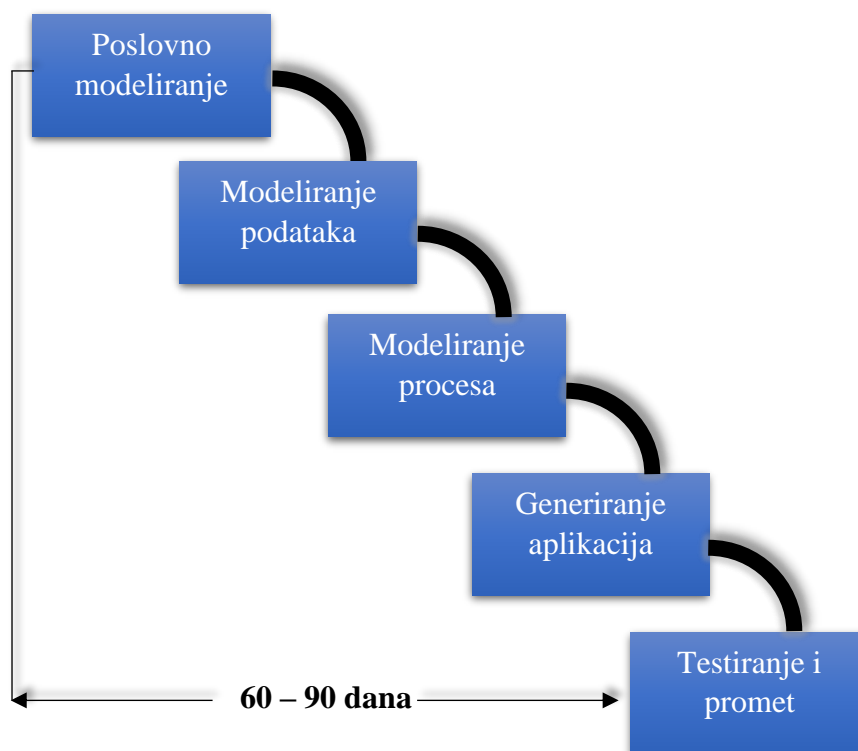 Poslovno
modeliranje
Modeliranje
podataka
Modeliranje
procesa
Generiranje
aplikacija
Testiranje i
promet
60 – 90 dana